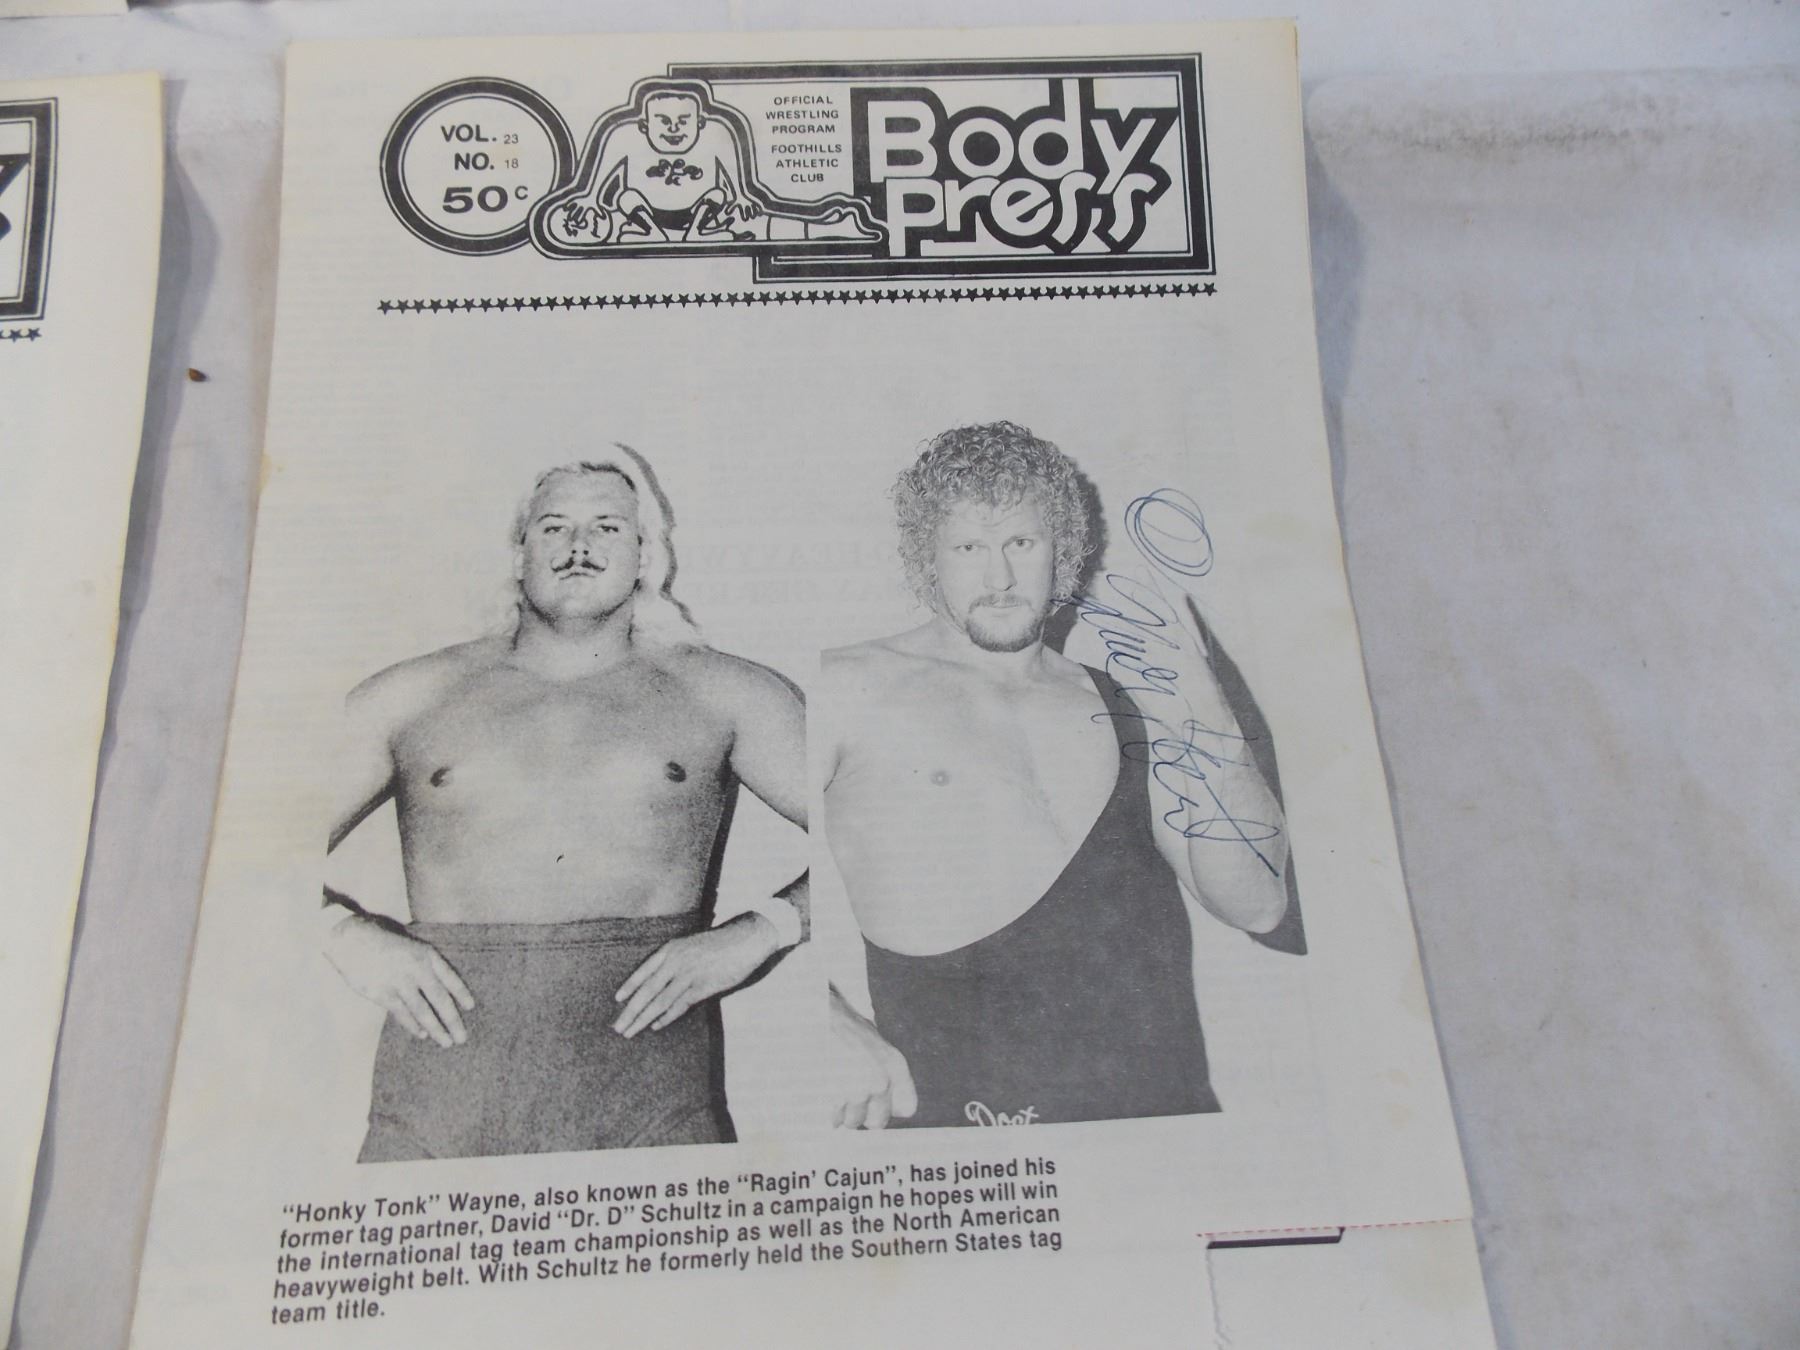 VOL. 23
NO. 18
50¢
OFFICIAL
WRESTLING
PROGRAM
FOOTHILLS
ATHLETIC
CLUB
Body
press
"Honky Tonk" Wayne, also known as the "Ragin' Cajun", has joined his
former tag partner, David "Dr. D" Schultz in a campaign he hopes will win
the international tag team championship as well as the North American
heavyweight belt. With Schultz he formerly held the Southern States tag
team title.